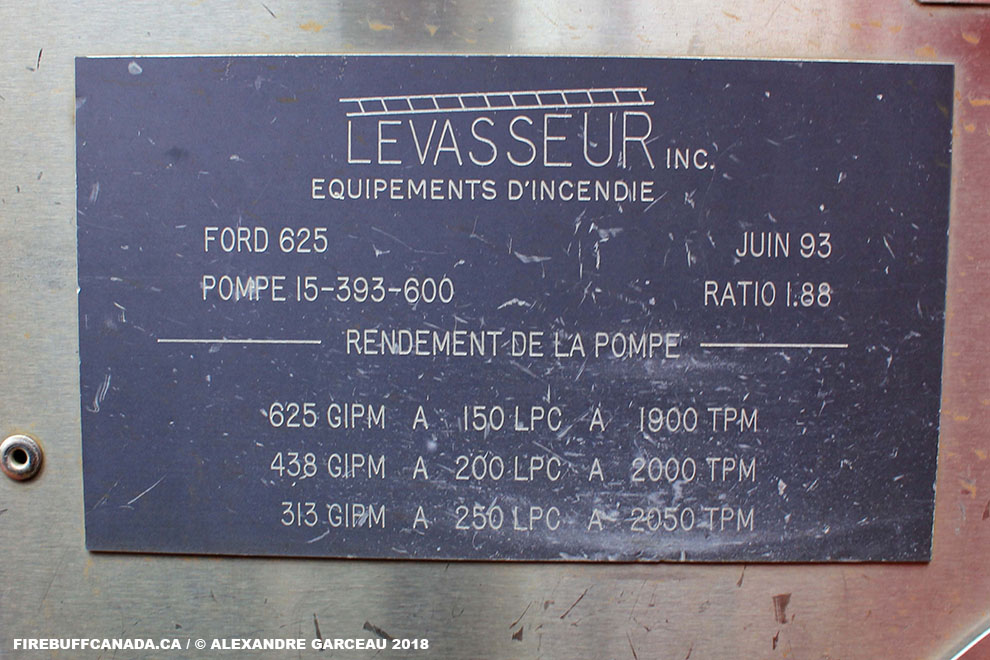 LEVASSEUR INC.
EQUIPEMENTS D'INCENDIE
FORD 625 JUIN 93
POMPE 15-393-600 RATIO 1.88
RENDEMENT DE LA POMPE
625 GIPM A 150 LPC A 1900 TPM
438 GIPM A 200 LPC A 2000 TPM
313 GIPM A 250 LPC A 2050 TPM
FIREBUFFCANADA.CA / © ALEXANDRE GARCEAU 2018